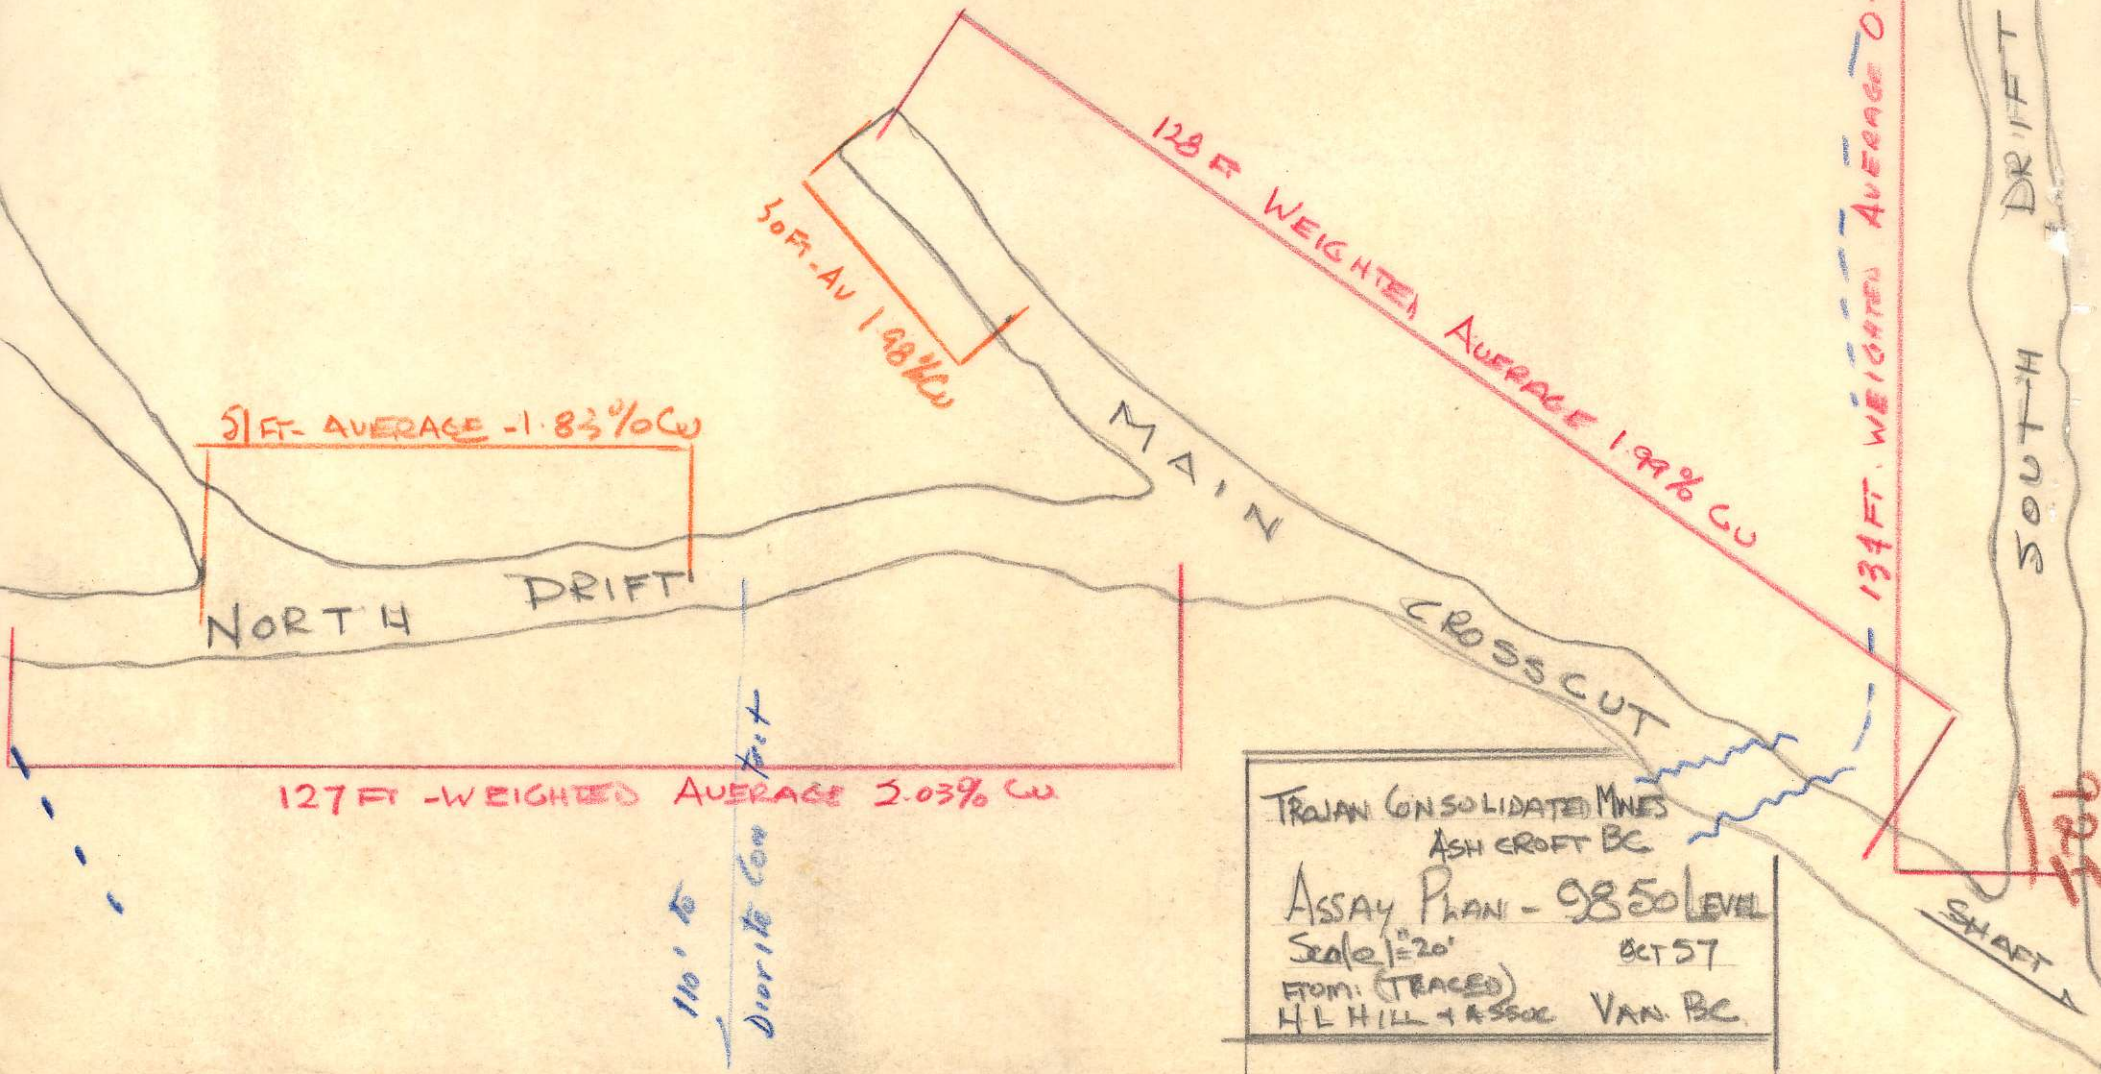 128 FT WEIGHTED AVERAGE 1.99% CU
134 FT. WEIGHTED AVERAGE 0.
SOUTH DRIFT
30 FT. - AV 1.98% Cu
51 FT - AVERAGE - 1.83% Cu
MAIN CROSSCUT
NORTH DRIFT
127 FT - WEIGHTED AVERAGE 2.03% Cu
110' to
Diorite Contact
TROJAN CONSOLIDATED MINES
ASHCROFT BC
ASSAY PLAN - 9850 LEVEL
Scale 1"=20' OCT 57
FROM: (TRACED)
H L HILL + ASSOC VAN. BC.
SHAFT